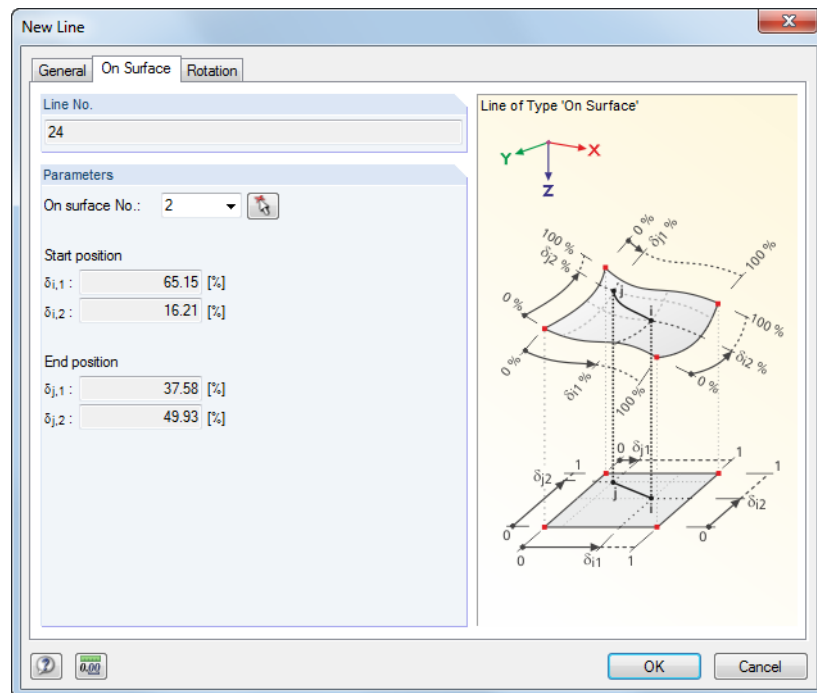 New Line
General On Surface Rotation
Line No.
24
Parameters
On surface No.: 2
Start position
δi,1 : 65.15 [%]
δi,2 : 16.21 [%]
End position
δj,1 : 37.58 [%]
δj,2 : 49.93 [%]
Line of Type 'On Surface'
Y X
Z
0 %
100 % δj1 %
δj2 % 100 %
j i
0 % 100 %
0 % δi2 %
δi1 % 0 %
100 %
0 δj1 1
δj2 1 1
j i δi2
0 0
0 δi1 1
0.00 OK Cancel